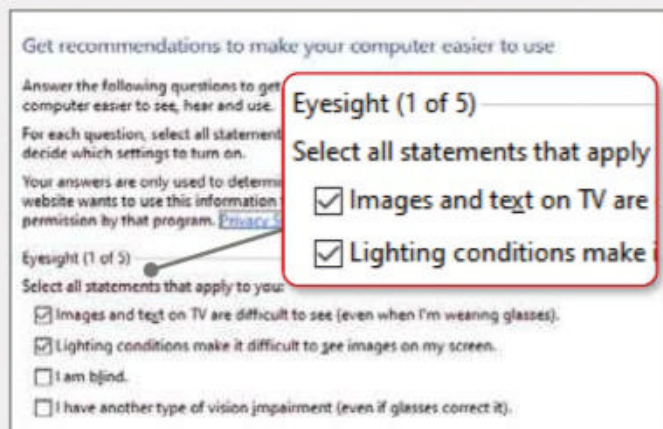 Get recommendations to make your computer easier to use
Answer the following questions to get
computer easier to see, hear and use.
For each question, select all statement
decide which settings to turn on.
Your answers are only used to determi
website wants to use this information
permission by that program. Privacy S
Eyesight (1 of 5)
Select all statements that apply to you:
Images and text on TV are difficult to see (even when I'm wearing glasses).
Lighting conditions make it difficult to see images on my screen.
I am blind.
I have another type of vision impairment (even if glasses correct it).
Eyesight (1 of 5)
Select all statements that apply
Images and text on TV are
Lighting conditions make i